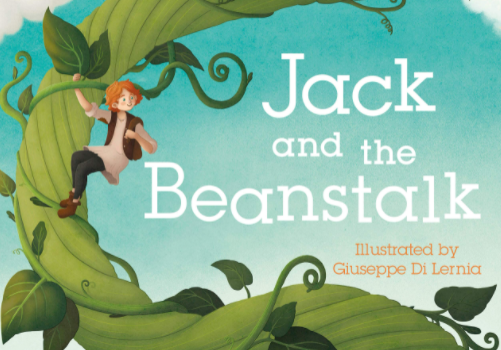 Jack
and the
Beanstalk
Illustrated by
Giuseppe Di Lernia